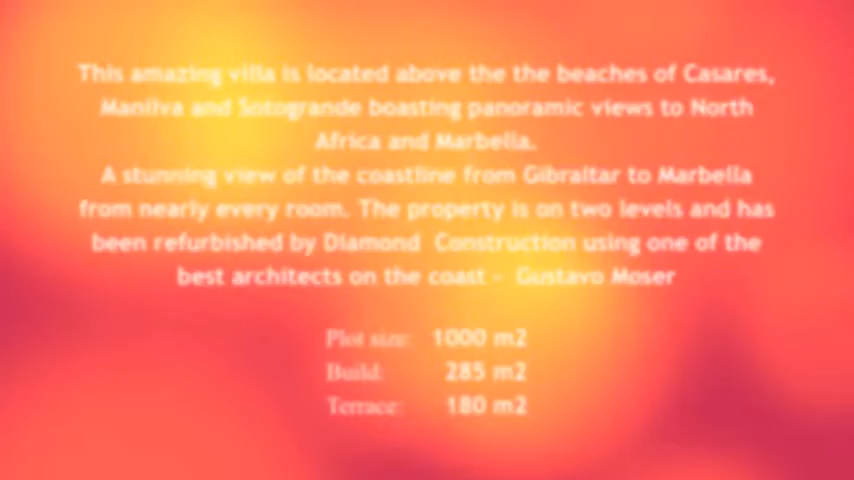 This amazing villa is located above the the beaches of Casares,
Manilva and Sotogrande boasting panoramic views to North
Africa and Marbella.
A stunning view of the coastline from Gibraltar to Marbella
from nearly every room. The property is on two levels and has
been refurbished by Diamond Construction using one of the
best architects on the coast - Gustavo Moser
Plot size: 1000 m2
Build: 285 m2
Terrace: 180 m2